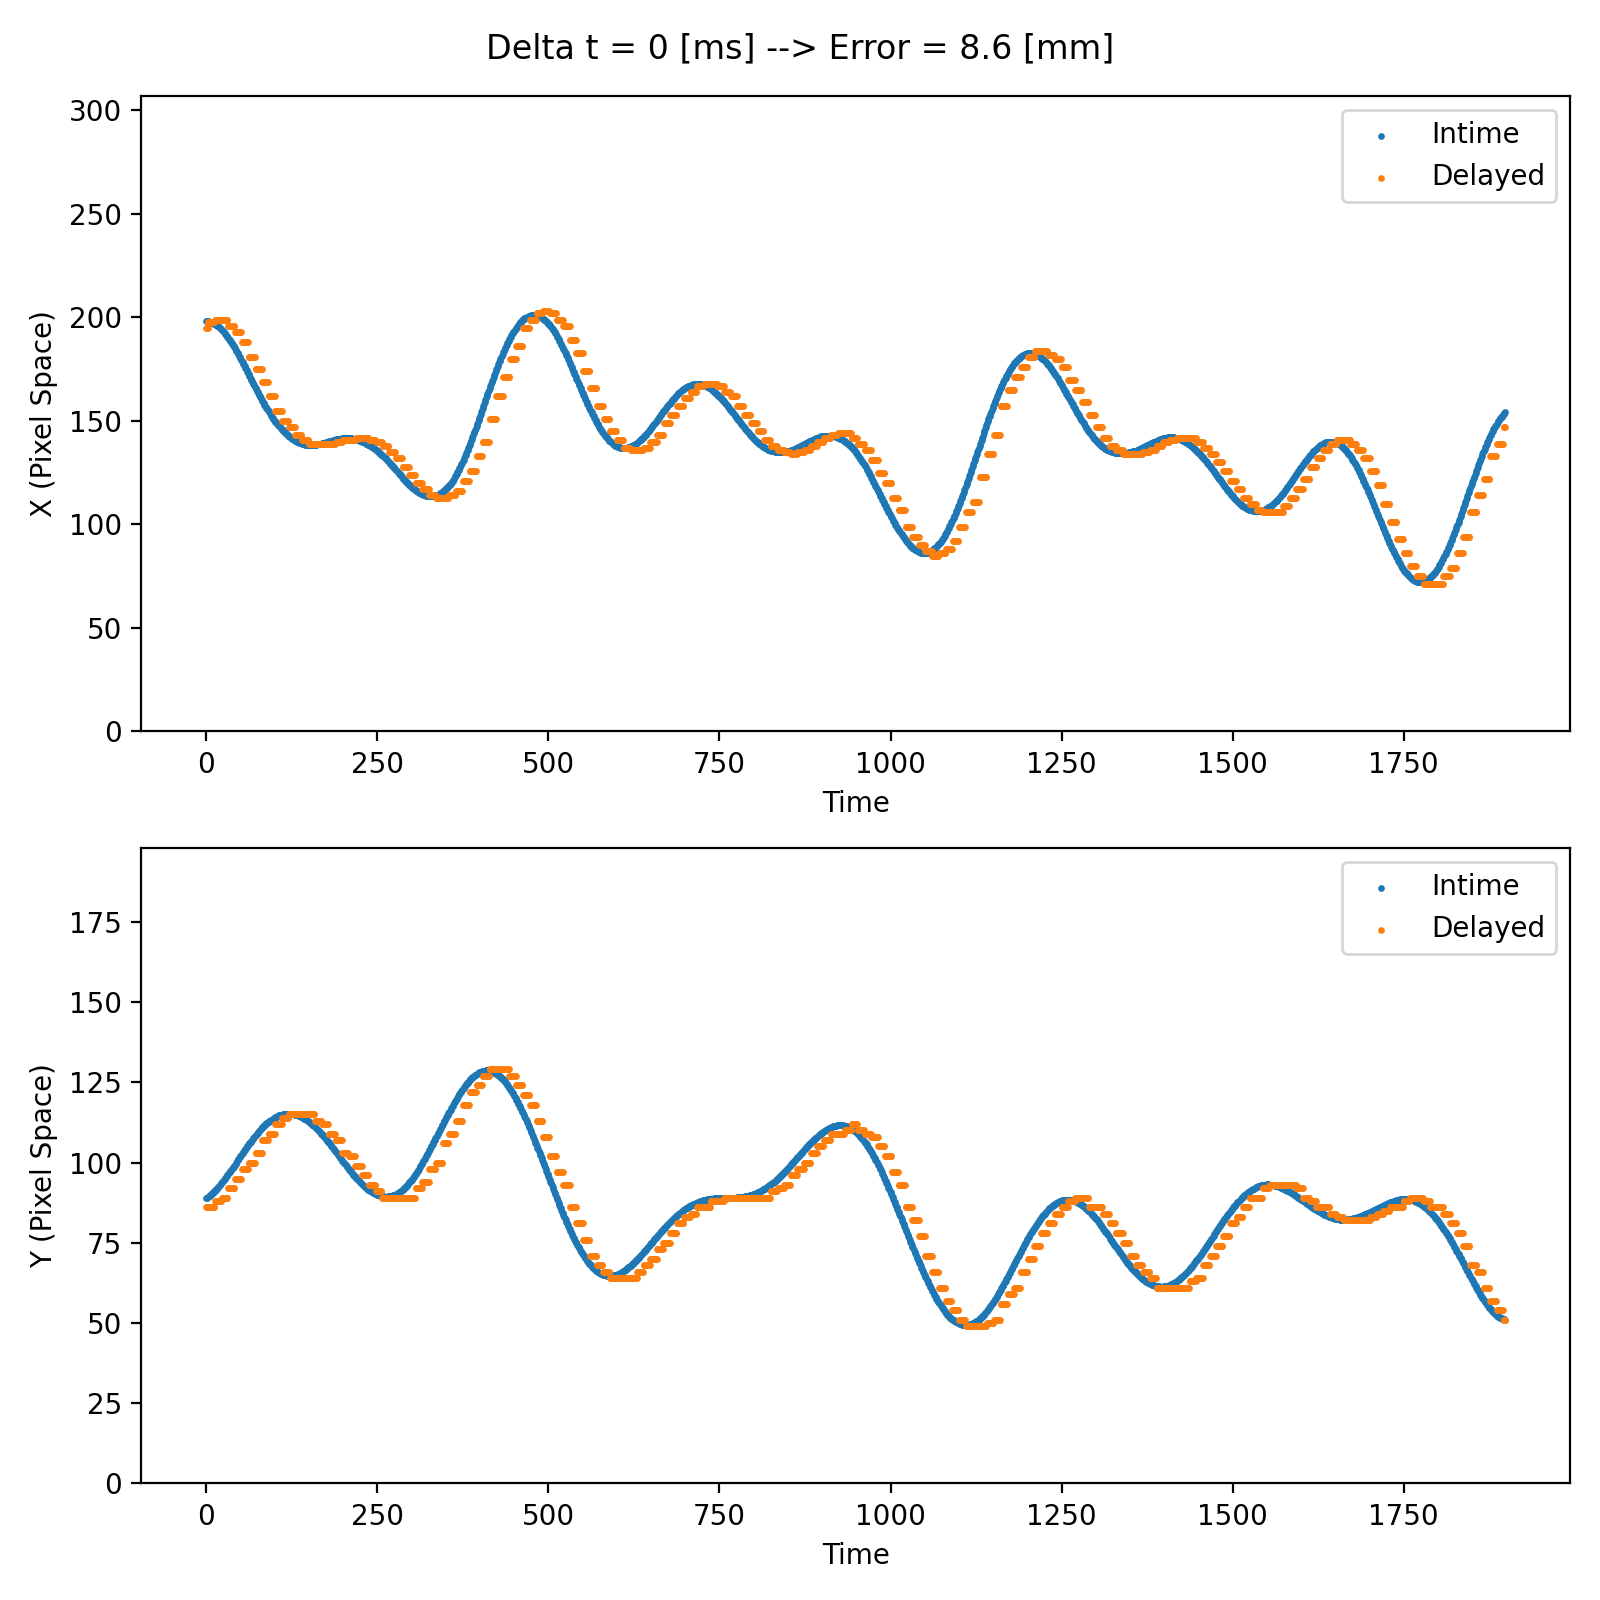 Delta t = 0 [ms] --> Error = 8.6 [mm]
300
250
200
150
100
50
0
X (Pixel Space)
Intime
Delayed
0 250 500 750 1000 1250 1500 1750
Time
175
150
125
100
75
50
25
0
Y (Pixel Space)
Intime
Delayed
0 250 500 750 1000 1250 1500 1750
Time